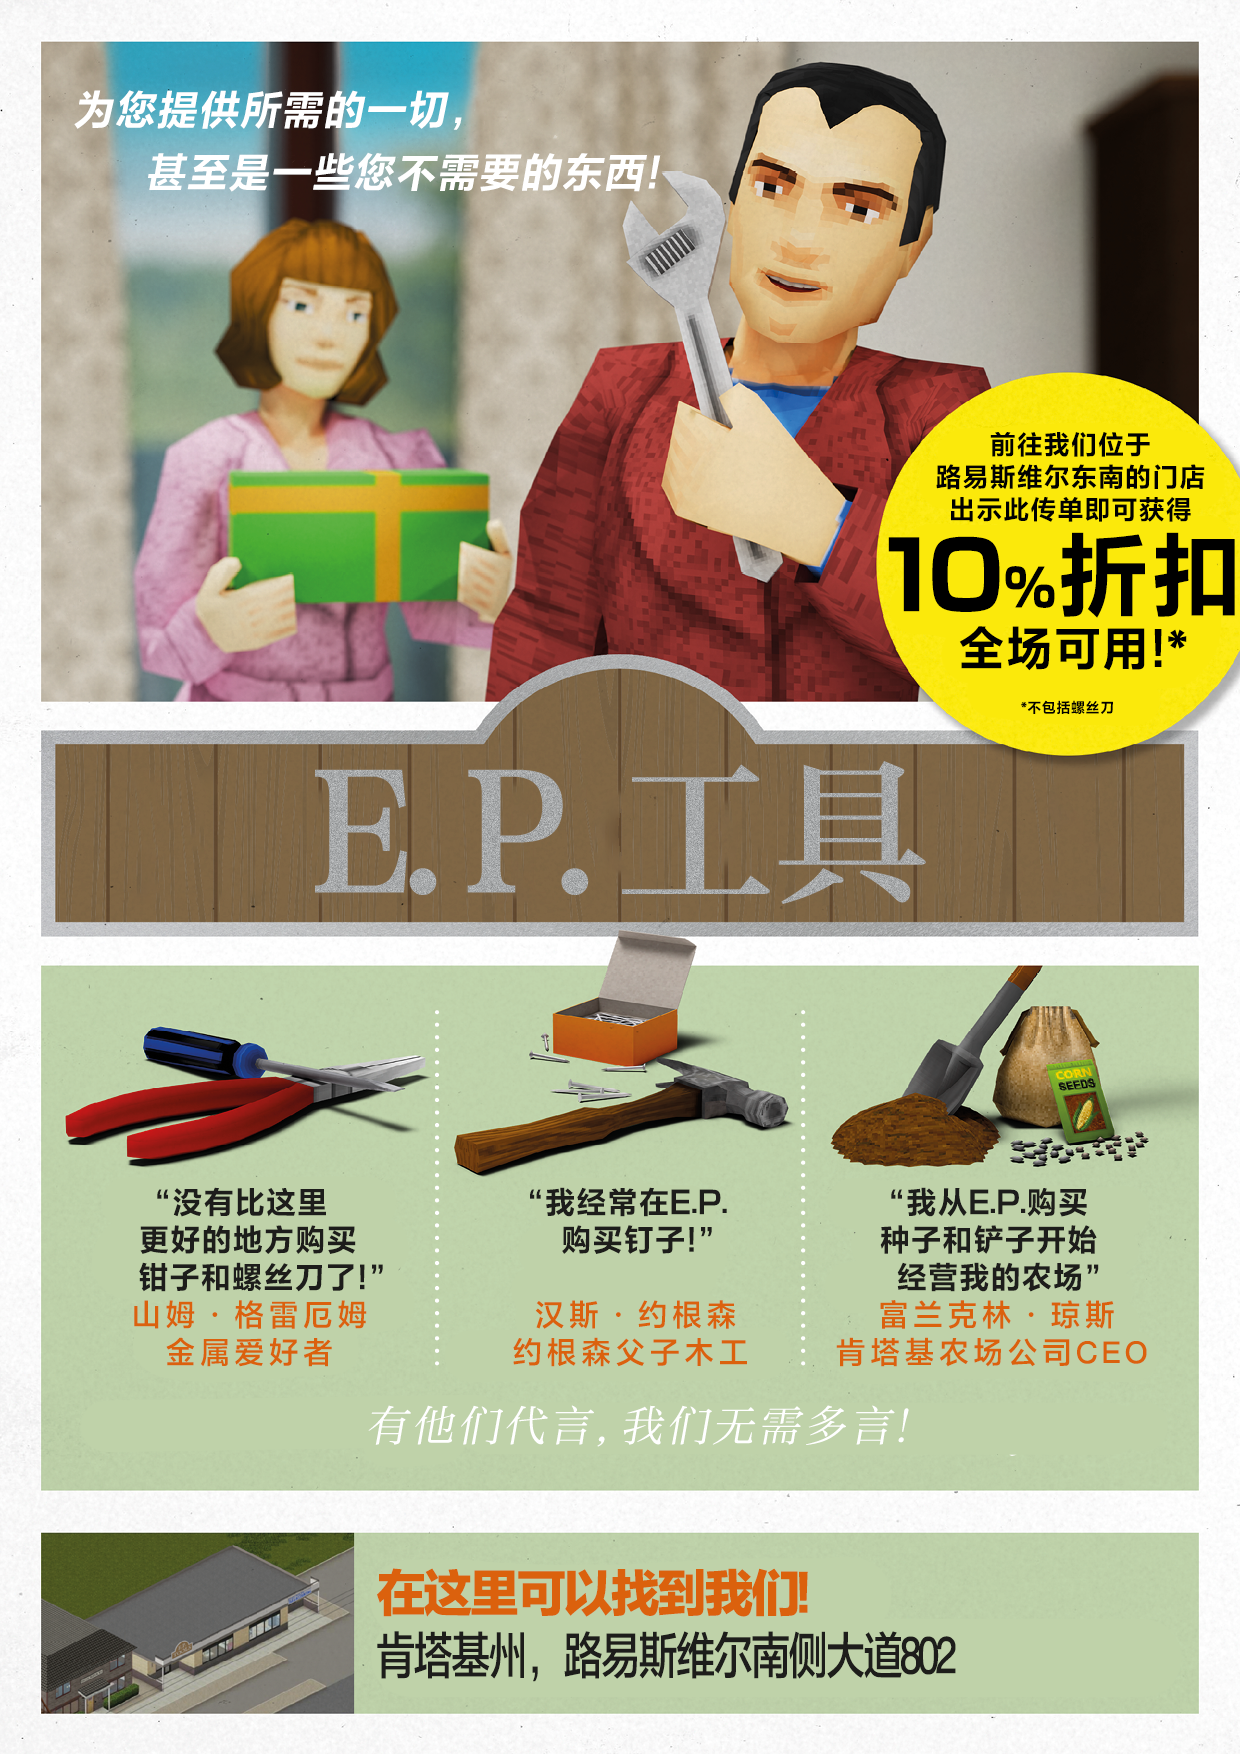 为您提供所需的一切，
甚至是一些您不需要的东西！
前往我们位于
路易斯维尔东南的门店
出示此传单即可获得
10%折扣
全场可用！*
*不包括螺丝刀
E.P.工具
CORN
SEEDS
“没有比这里
更好的地方购买
钳子和螺丝刀了！”
山姆·格雷厄姆
金属爱好者
“我经常在E.P.
购买钉子！”
汉斯·约根森
约根森父子木工
“我从E.P.购买
种子和铲子开始
经营我的农场”
富兰克林·琼斯
肯塔基农场公司CEO
有他们代言，我们无需多言！
在这里可以找到我们！
肯塔基州，路易斯维尔南侧大道802